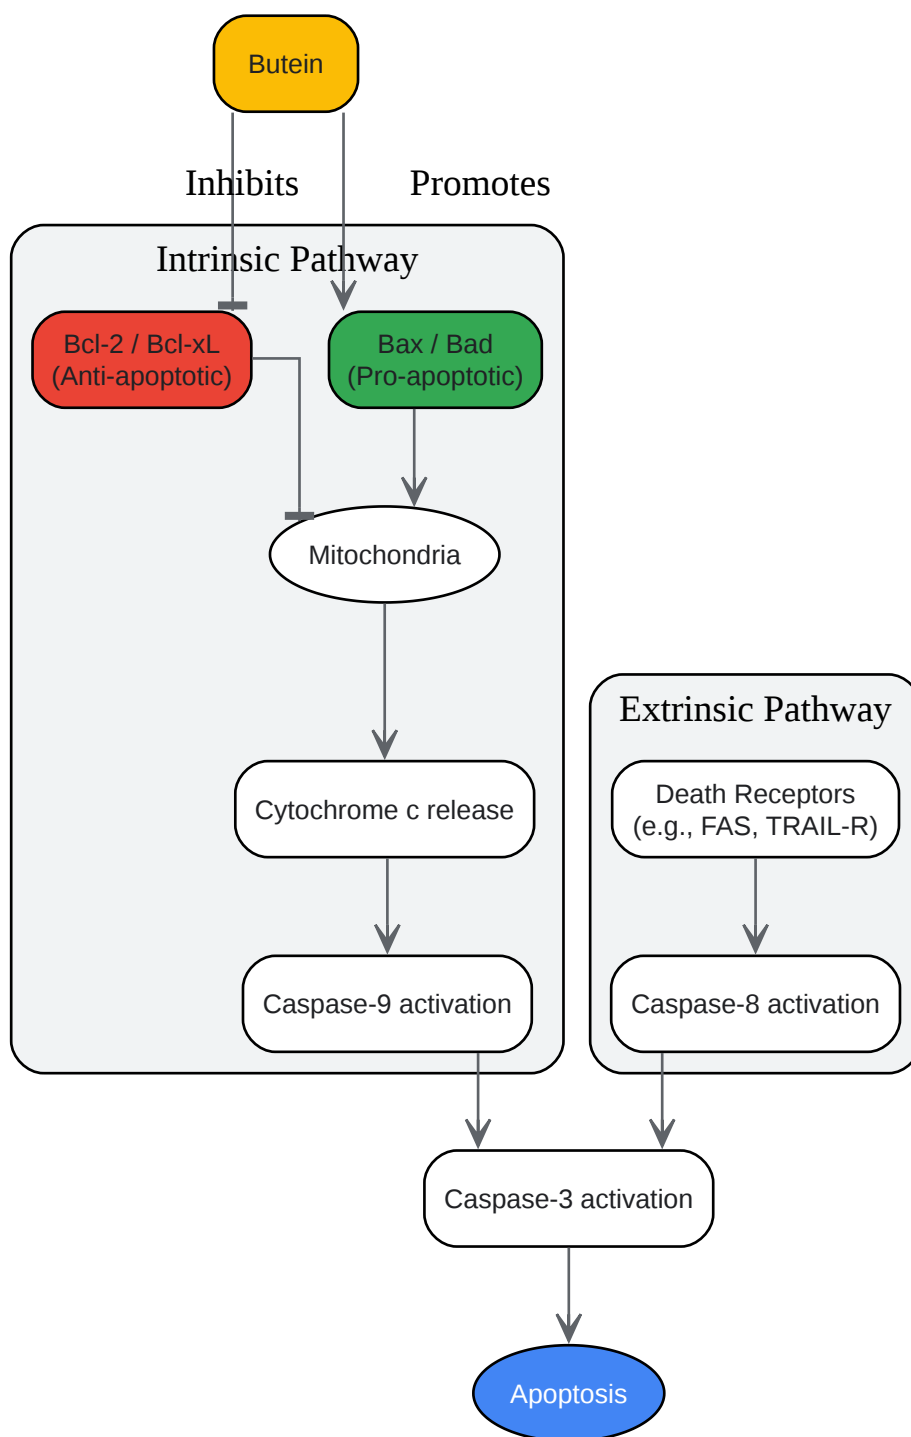 Butein
Inhibits
Promotes
Intrinsic Pathway
Bcl-2 / Bcl-xL
(Anti-apoptotic)
Bax / Bad
(Pro-apoptotic)
Mitochondria
Extrinsic Pathway
Cytochrome c release
Death Receptors
(e.g., FAS, TRAIL-R)
Caspase-9 activation
Caspase-8 activation
Caspase-3 activation
Apoptosis